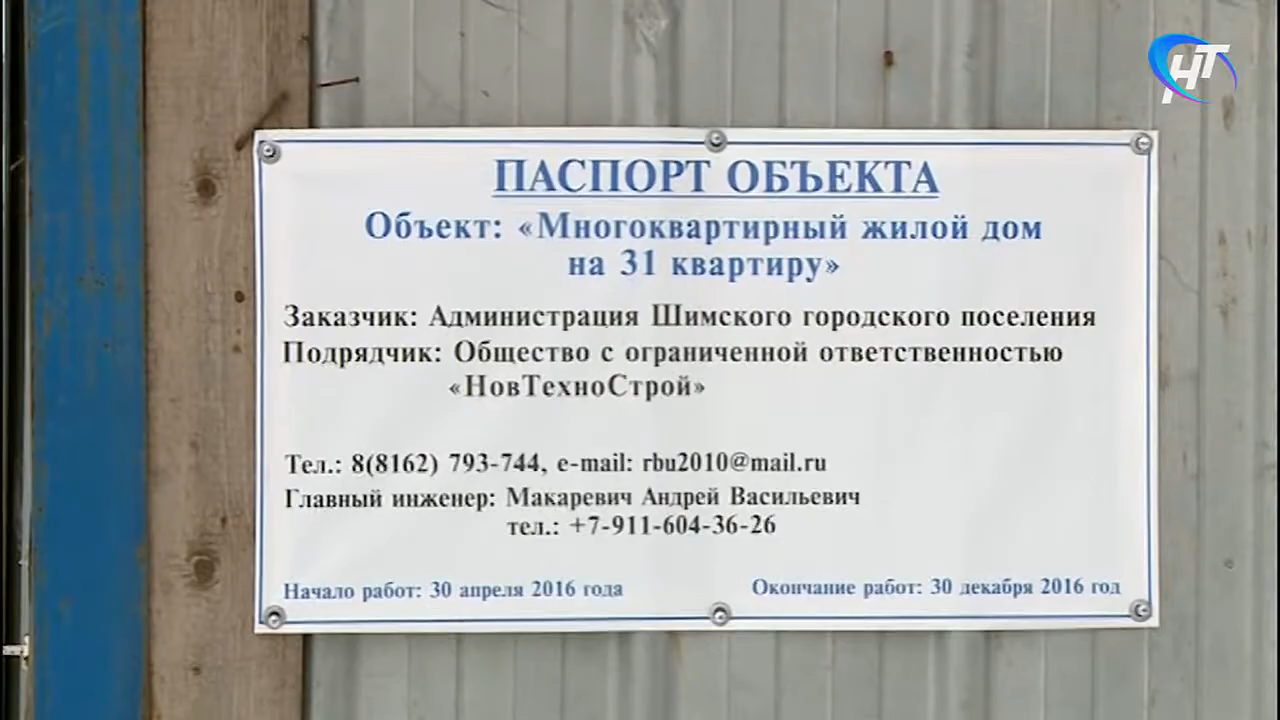 НТ
ПАСПОРТ ОБЪЕКТА
Объект: «Многоквартирный жилой дом
на 31 квартиру»
Заказчик: Администрация Шимского городского поселения
Подрядчик: Общество с ограниченной ответственностью
«НовТехноСтрой»
Тел.: 8(8162) 793-744, e-mail: rbu2010@mail.ru
Главный инженер: Макаревич Андрей Васильевич
тел.: +7-911-604-36-26
Начало работ: 30 апреля 2016 года Окончание работ: 30 декабря 2016 год